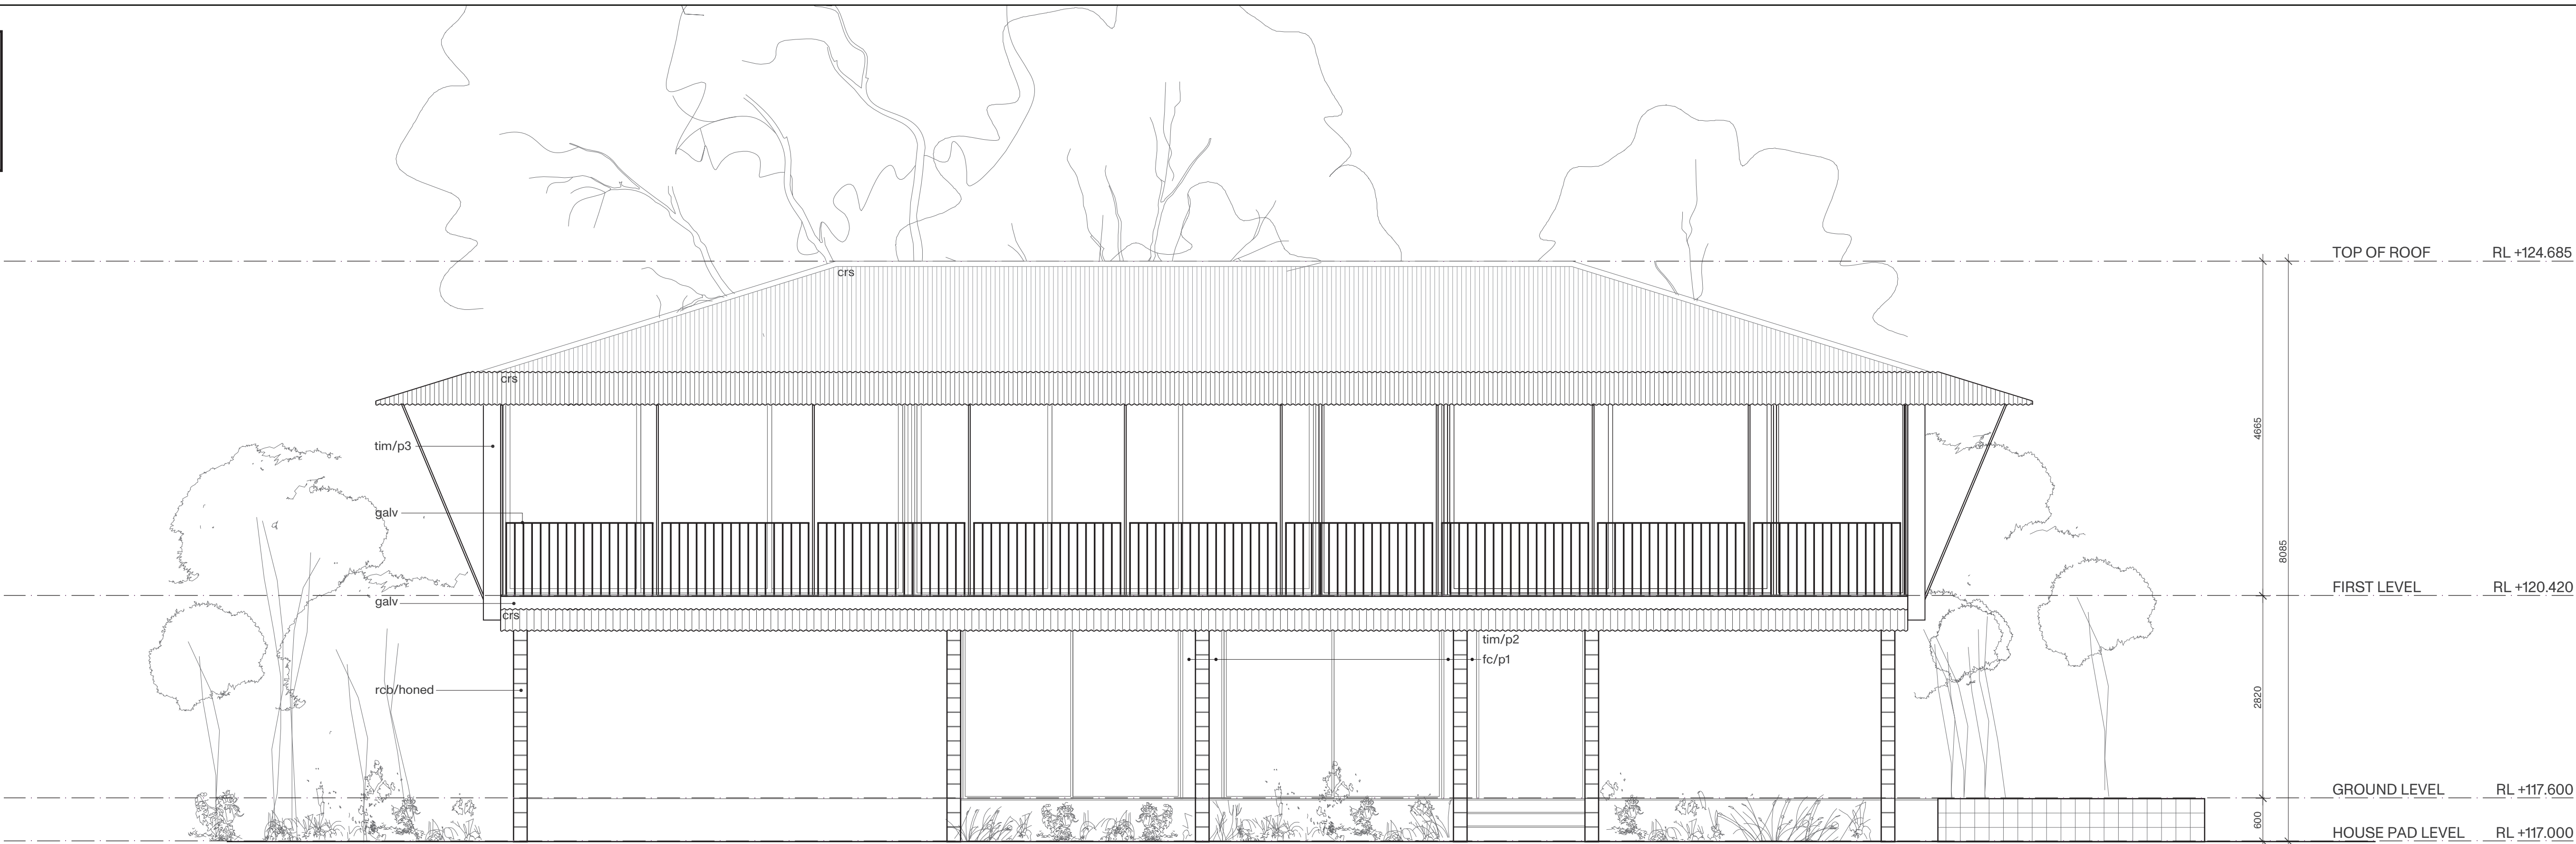 TOP OF ROOF RL +124.685
crs
crs
tim/p3
4665
galv
8085
FIRST LEVEL RL +120.420
galv
crs
tim/p2
fc/p1
rcb/honed
2820
GROUND LEVEL RL +117.600
600
HOUSE PAD LEVEL RL +117.000